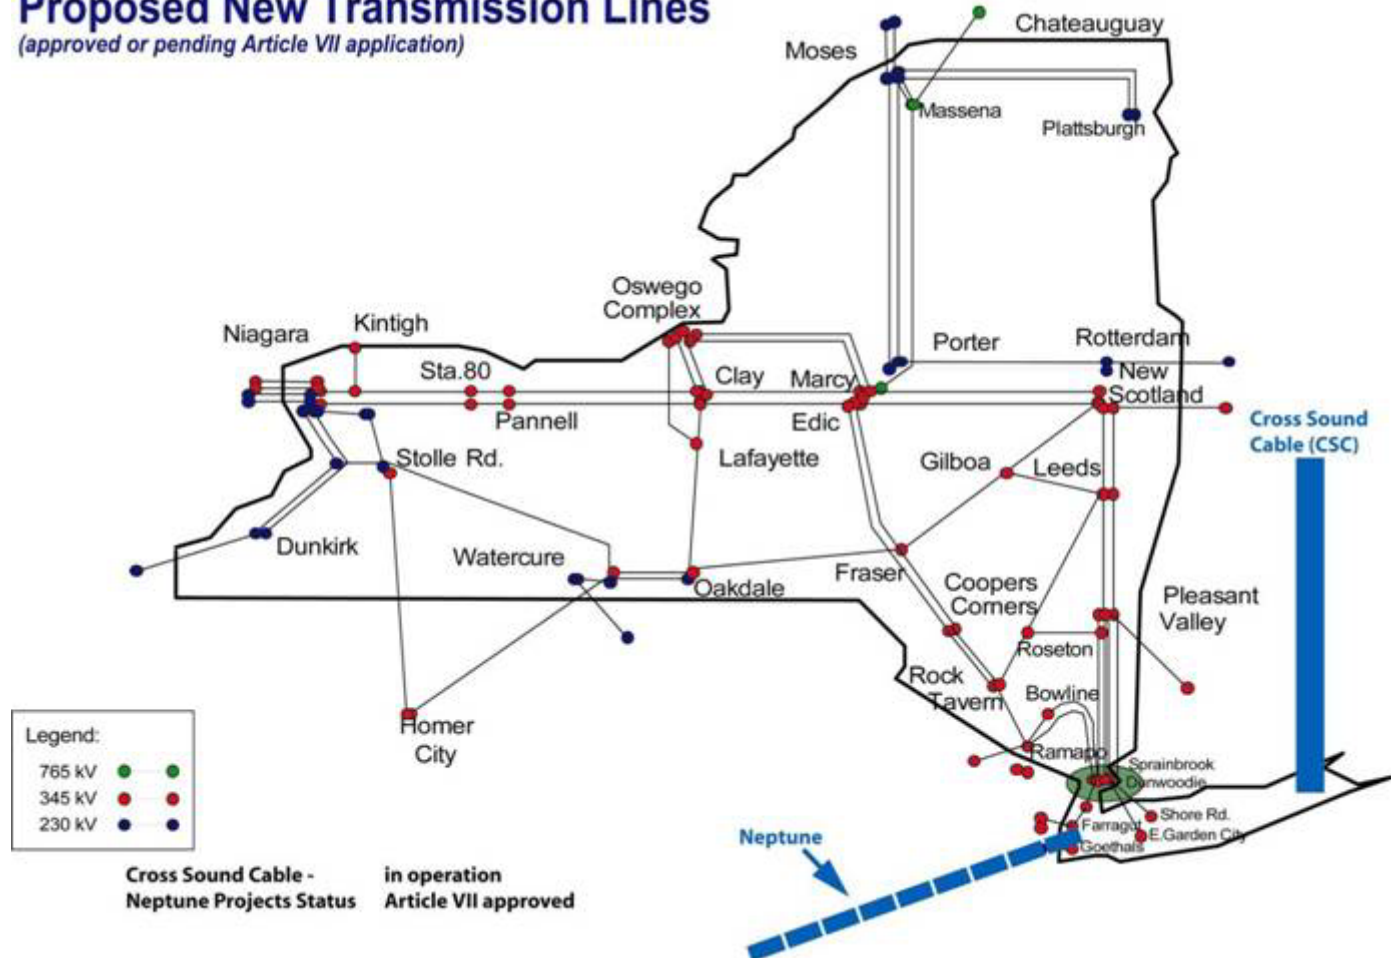 Proposed New Transmission Lines
(approved or pending Article VII application)
Chateauguay
Moses
Massena
Plattsburgh
Oswego
Complex
Niagara
Kintigh
Sta.80
Pannell
Clay
Marcy
Edic
Porter
Rotterdam
New
Scotland
Cross Sound
Cable (CSC)
Stolle Rd.
Lafayette
Gilboa
Leeds
Dunkirk
Watercure
Oakdale
Fraser
Coopers
Corners
Pleasant
Valley
Roseton
Rock
Tavern
Bowline
Homer
City
Ramapo
Sprainbrook
Dunwoodie
Shore Rd.
Farragut
E.Garden City
Goethals
Neptune
Legend:
765 kV
345 kV
230 kV
Cross Sound Cable - in operation
Neptune Projects Status Article VII approved